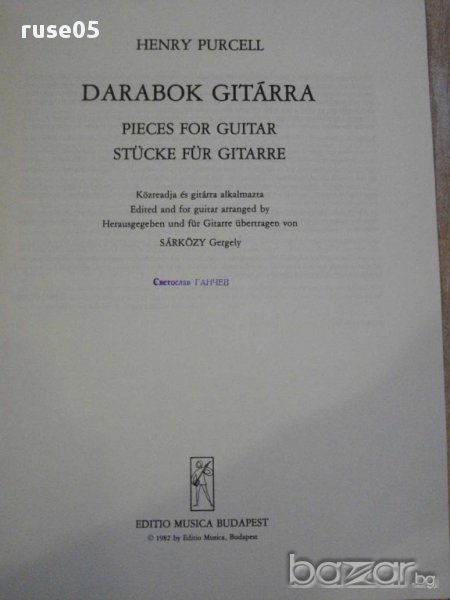 ruse05
HENRY PURCELL
DARABOK GITÁRRA
PIECES FOR GUITAR
STÜCKE FÜR GITARRE
Közreadja és gitárra alkalmazta
Edited and for guitar arranged by
Herausgegeben und für Gitarre übertragen von
SÁRKÖZY Gergely
Светослав ГАНЧЕВ
EDITIO MUSICA BUDAPEST
© 1982 by Editio Musica, Budapest
bazar.bg